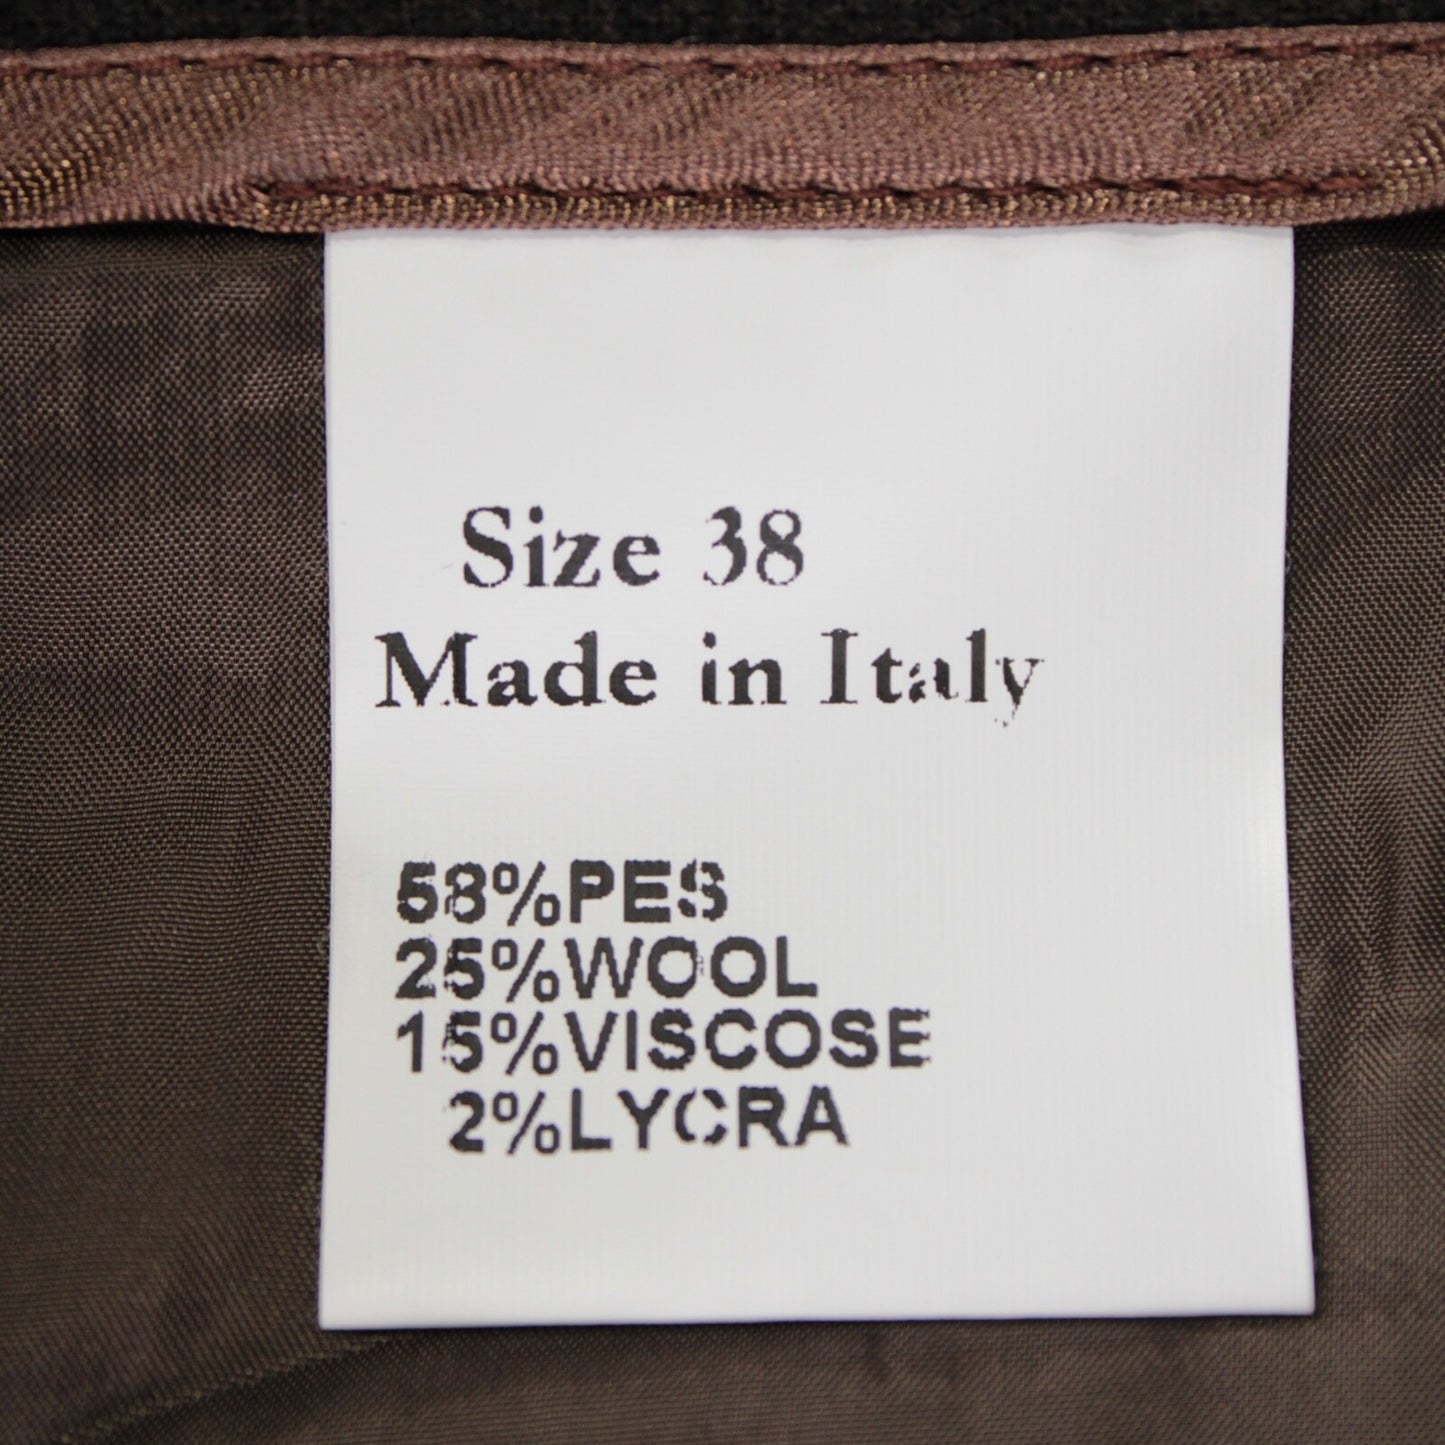 Size 38
Made in Italy
58%PES
25%WOOL
15%VISCOSE
2%LYCRA